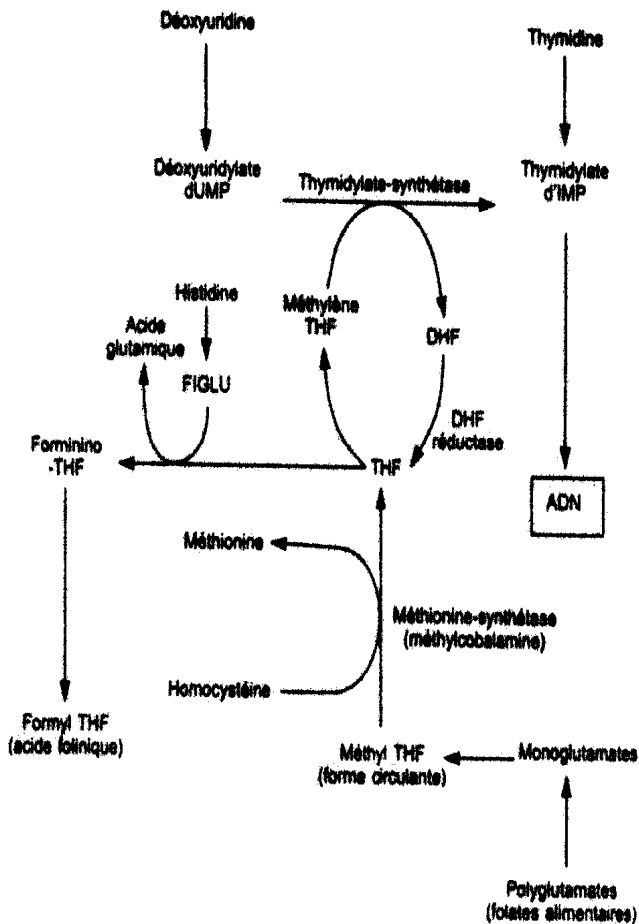 Déoxyuridine
Thymidine
Déoxyuridylate
dUMP
Thymidylate-synthétase
Thymidylate
d'IMP
Histidine
Acide
glutamique
Méthylène
THF
DHF
FIGLU
DHF
réductase
Forminino
-THF
THF
ADN
Méthionine
Méthionine-synthétase
(méthylcobalamine)
Homocystéine
Formyl THF
(acide folinique)
Méthyl THF
(forme circulante)
Monoglutamates
Polyglutamates
(folates alimentaires)